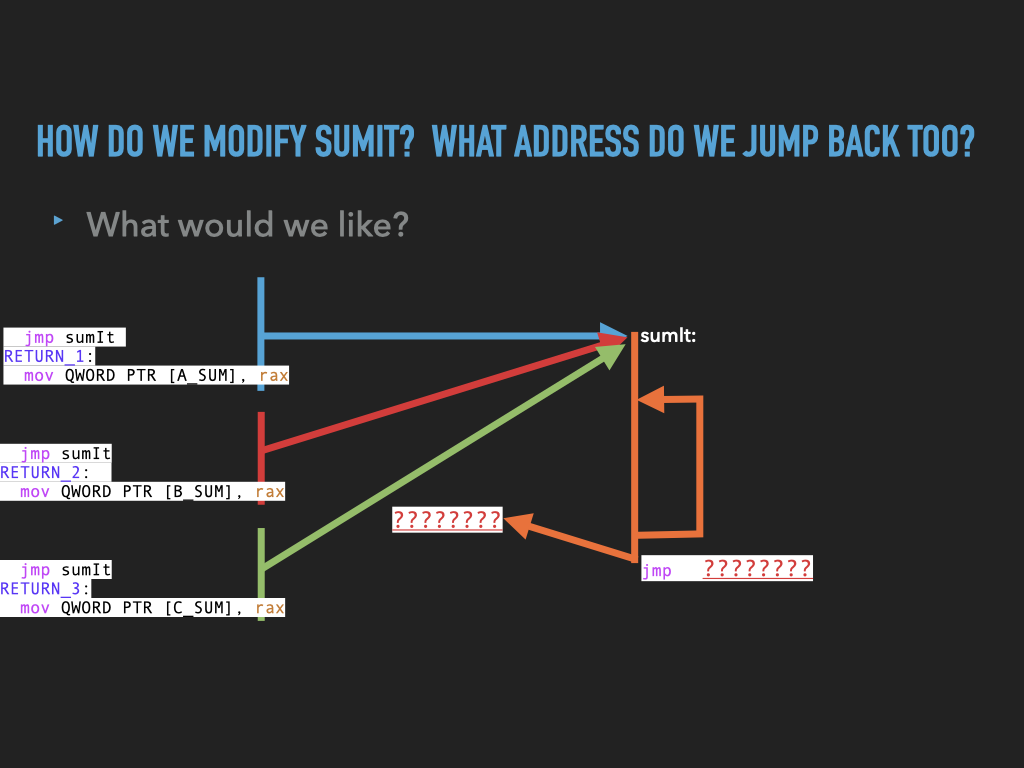 HOW DO WE MODIFY SUMIT?  WHAT ADDRESS DO WE JUMP BACK TOO?
What would we like?
jmp sumIt
RETURN_1:
mov QWORD PTR [A_SUM], rax
jmp sumIt
RETURN_2:
mov QWORD PTR [B_SUM], rax
jmp sumIt
RETURN_3:
mov QWORD PTR [C_SUM], rax
sumIt:
????????
jmp   ????????